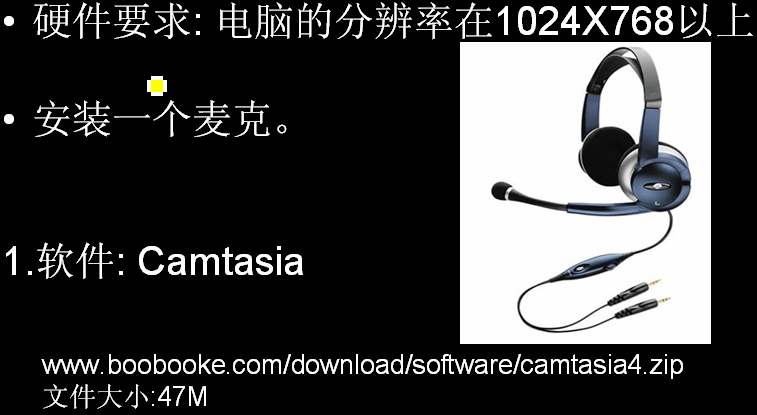 • 硬件要求: 电脑的分辨率在1024X768以上
• 安装一个麦克。
1.软件: Camtasia
www.boobooke.com/download/software/camtasia4.zip
文件大小:47M